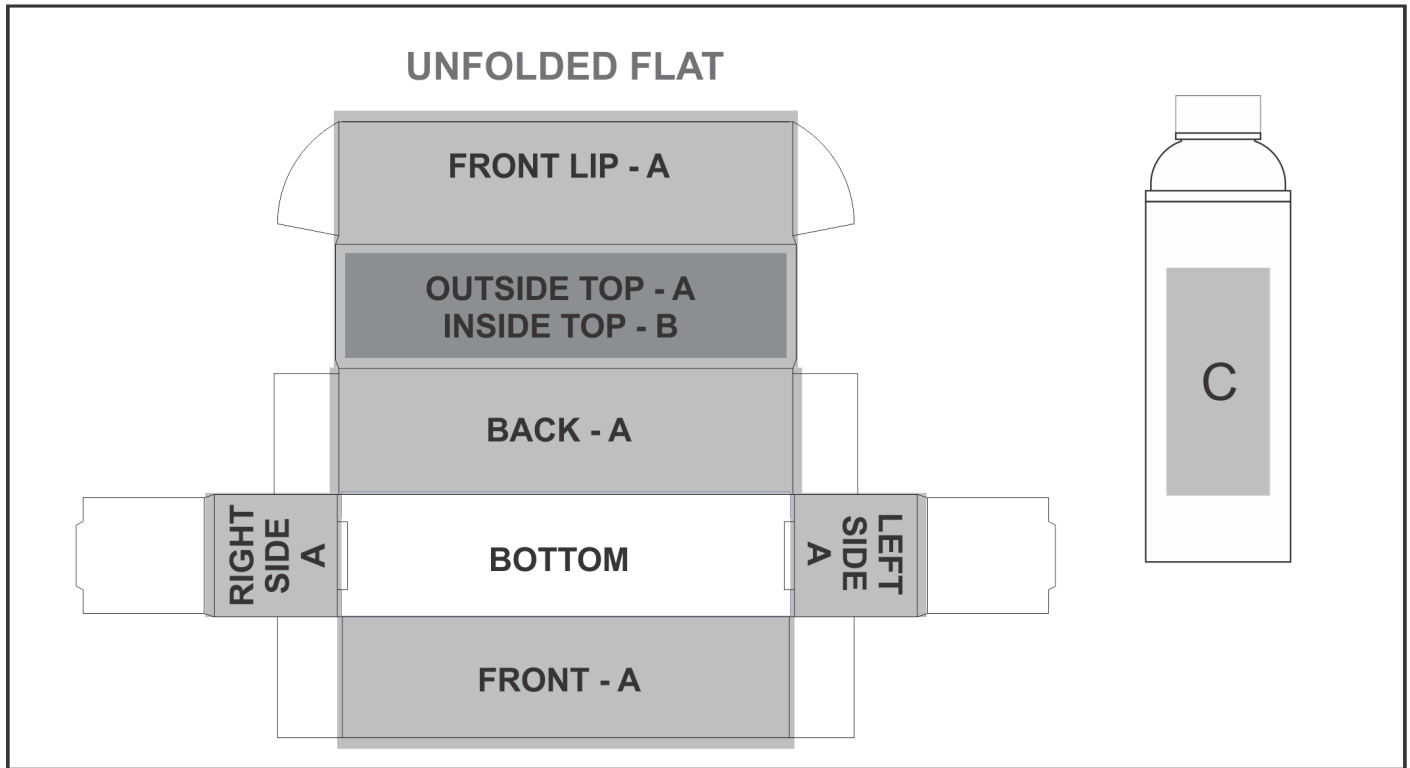 UNFOLDED FLAT
FRONT LIP - A
OUTSIDE TOP - A
INSIDE TOP - B
BACK - A
RIGHT
SIDE
A
BOTTOM
LEFT
SIDE
A
FRONT - A
C